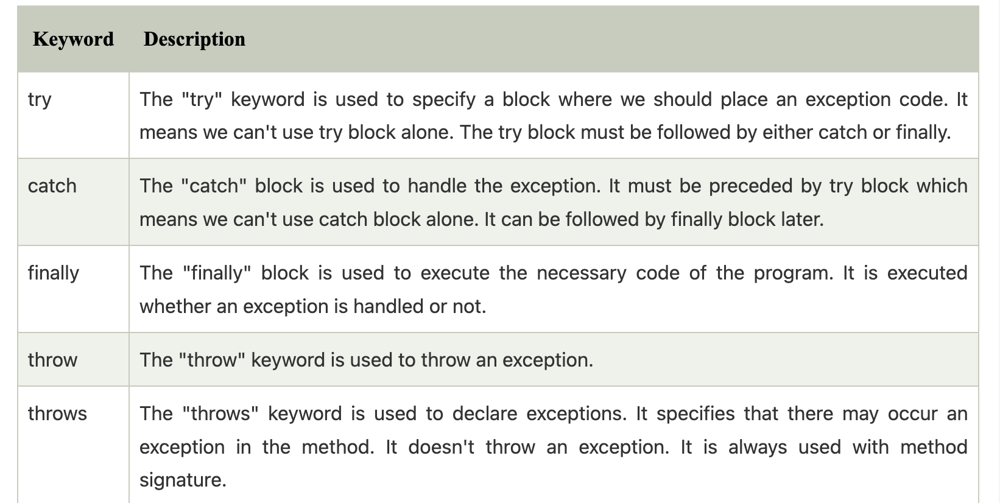 Keyword Description
try The "try" keyword is used to specify a block where we should place an exception code. It
means we can't use try block alone. The try block must be followed by either catch or finally.
catch The "catch" block is used to handle the exception. It must be preceded by try block which
means we can't use catch block alone. It can be followed by finally block later.
finally The "finally" block is used to execute the necessary code of the program. It is executed
whether an exception is handled or not.
throw The "throw" keyword is used to throw an exception.
throws The "throws" keyword is used to declare exceptions. It specifies that there may occur an
exception in the method. It doesn't throw an exception. It is always used with method
signature.